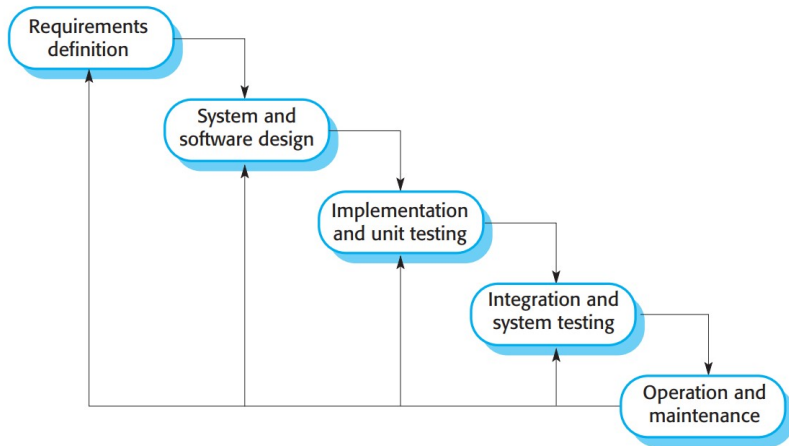 Requirements
definition
System and
software design
Implementation
and unit testing
Integration and
system testing
Operation and
maintenance